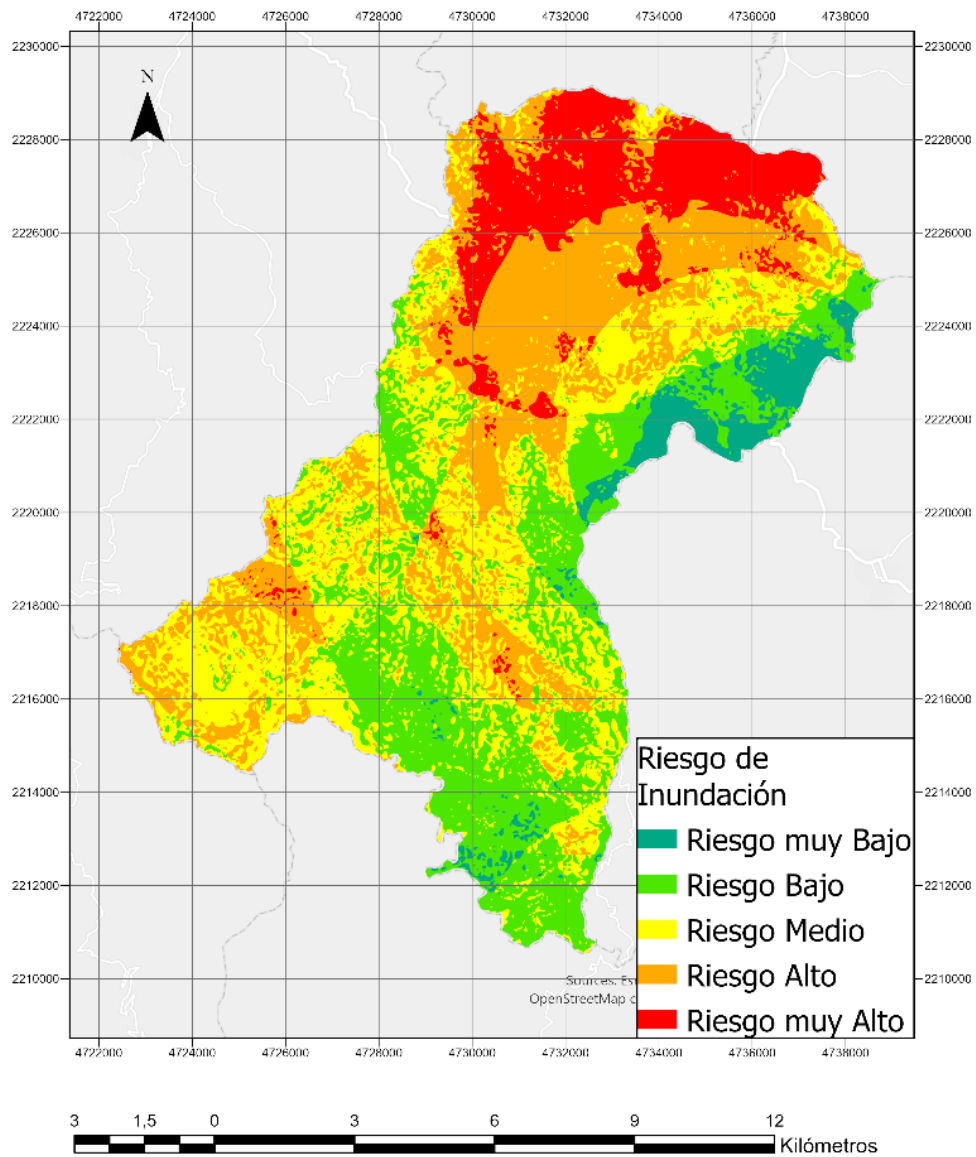 4722000 4724000 4726000 4728000 4730000 4732000 4734000 4736000 4738000
2230000 2230000
N
2228000 2228000
2226000 2226000
2224000 2224000
2222000 2222000
2220000 2220000
2218000 2218000
2216000 2216000
Riesgo de
Inundación
2214000 2214000
Riesgo muy Bajo
2212000 2212000
Riesgo Bajo
Riesgo Medio
2210000 2210000
Riesgo Alto
Sources: Es
OpenStreetMap c
Riesgo muy Alto
4722000 4724000 4726000 4728000 4730000 4732000 4734000 4736000 4738000
3 1,5 0 3 6 9 12
Kilómetros